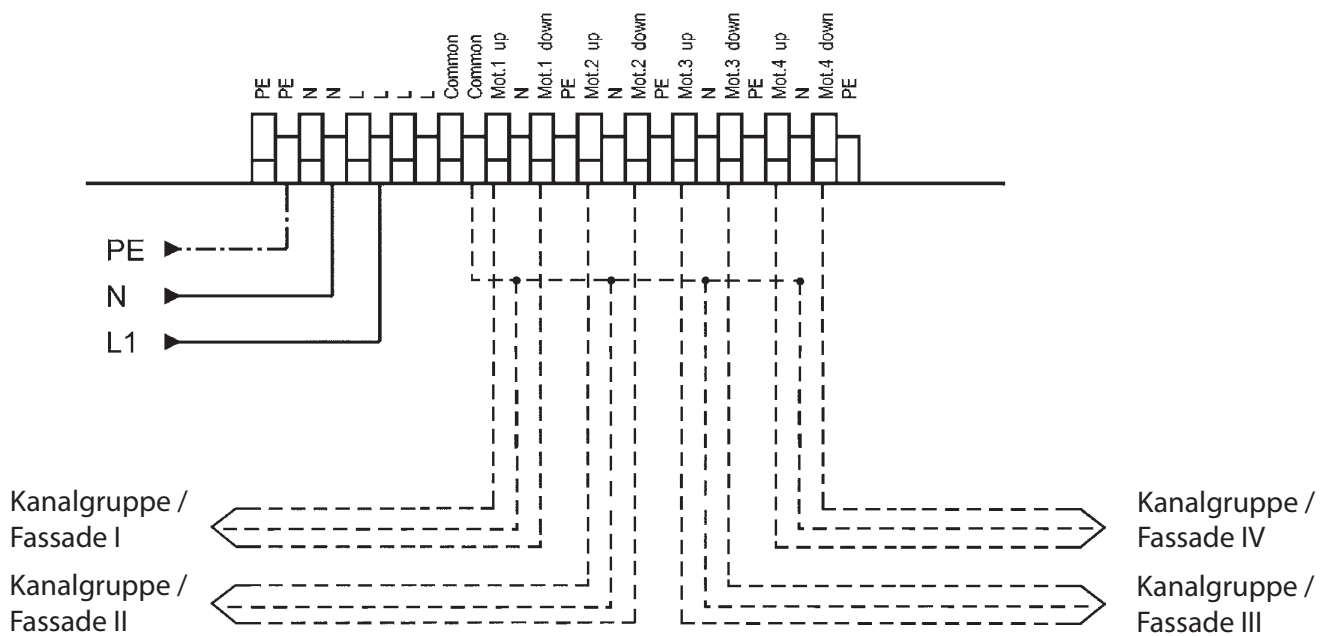 PE
PE
N
N
L
L
L
L
Common
Common
Mot.1 up
N
Mot.1 down
PE
Mot.2 up
N
Mot.2 down
PE
Mot.3 up
N
Mot.3 down
PE
Mot.4 up
N
Mot.4 down
PE
PE
N
L1
Kanalgruppe /
Fassade I
Kanalgruppe /
Fassade II
Kanalgruppe /
Fassade IV
Kanalgruppe /
Fassade III